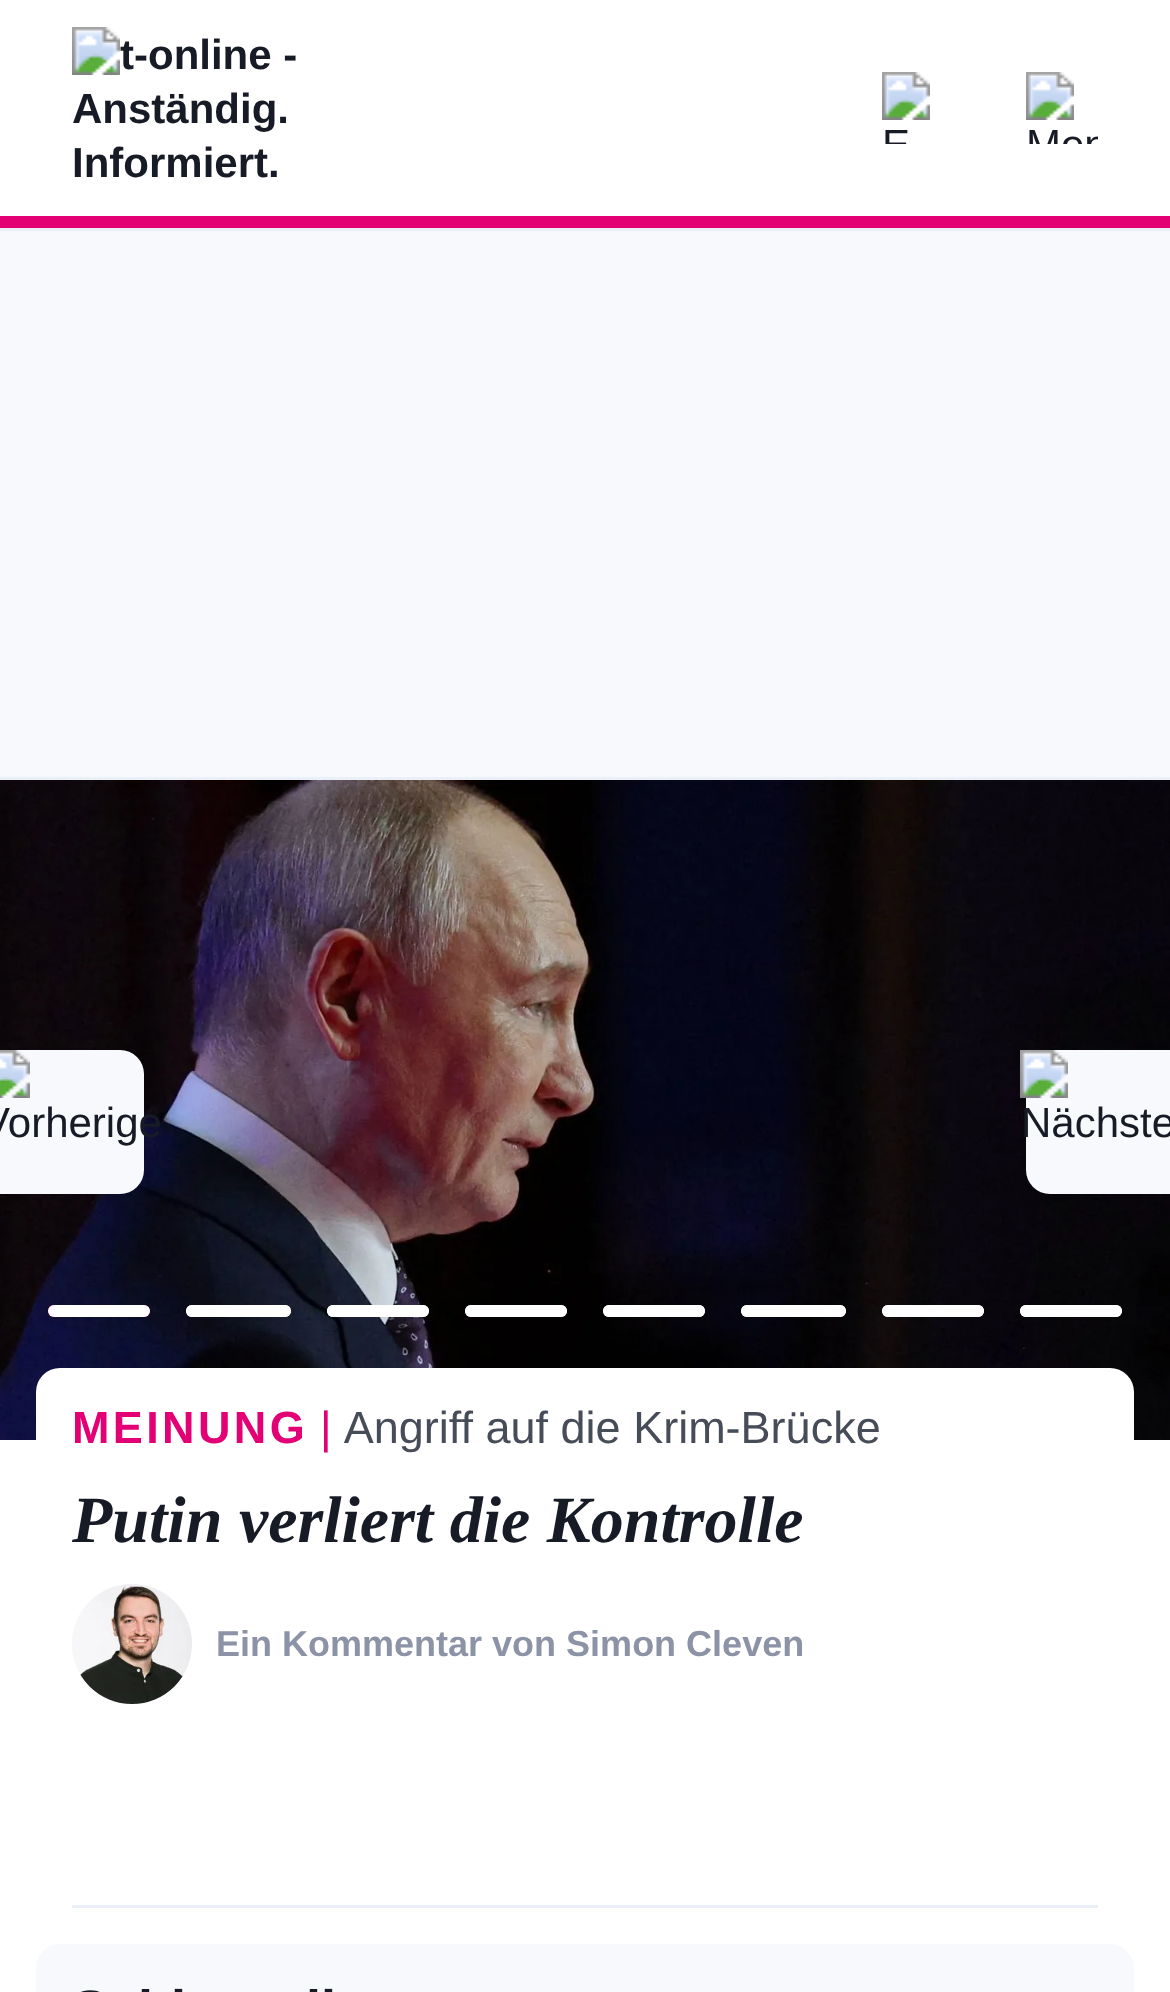 t-online -
Anständig.
Informiert.
E
Vorherige
Nächste
MEINUNG | Angriff auf die Krim-Brücke
Putin verliert die Kontrolle
Ein Kommentar von Simon Cleven